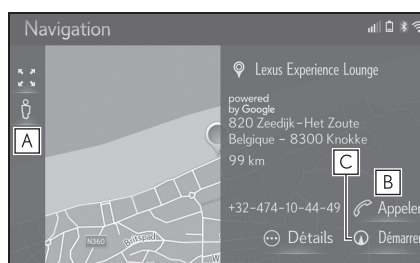 Navigation
A
Lexus Experience Lounge
powered
by Google
820 Zeedijk-Het Zoute
Belgique - 8300 Knokke
99 km
C
B
+32-474-10-44-49
Appeler
Détails
Démarrer
N360
Britspad